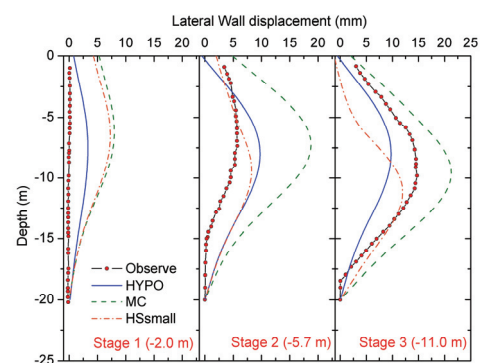 Lateral Wall displacement (mm)
0 5 10 15 20 0 5 10 15 20 0 5 10 15 20 25
0
-5
-10
-15
-20
-25
Depth (m)
Observe
HYPO
MC
HSsmall
Stage 1 (-2.0 m)
Stage 2 (-5.7 m)
Stage 3 (-11.0 m)